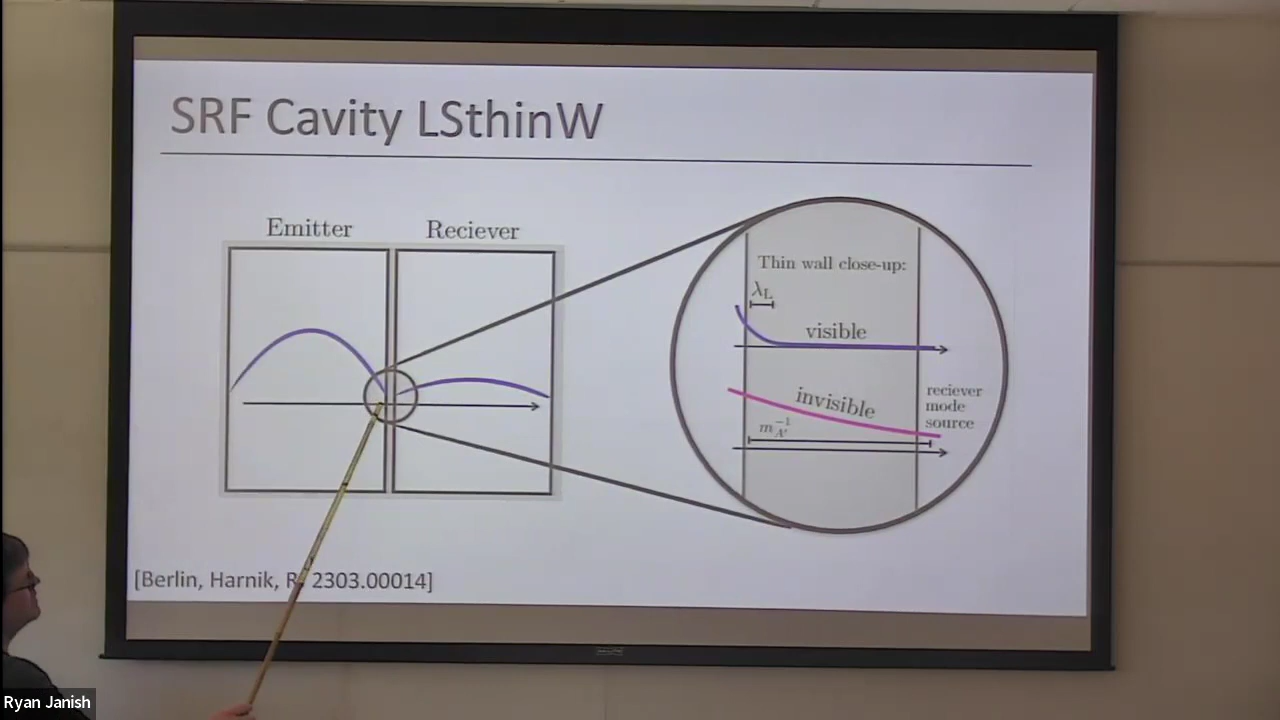 SRF Cavity LSthinW
Emitter
Reciever
Thin wall close-up:
λ_L
visible
invisible
m_{A'}^{-1}
reciever
mode
source
[Berlin, Harnik, R 2303.00014]
Ryan Janish